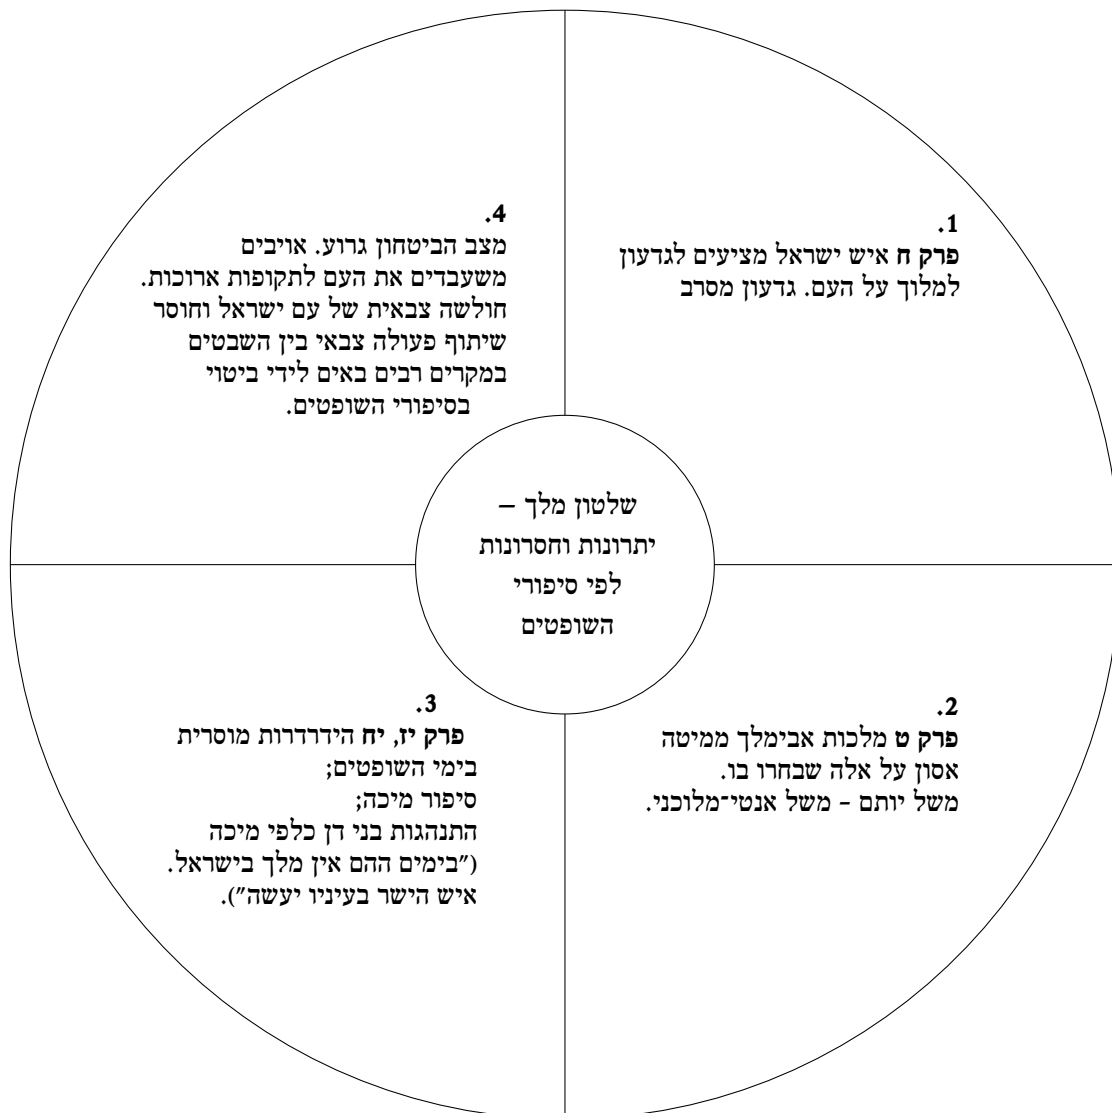 1.
פרק ח איש ישראל מציעים לגדעון
למלוך על העם. גדעון מסרב
2.
פרק ט מלכות אבימלך ממיטה
אסון על אלה שבחרו בו.
משל יותם - משל אנטי־מלוכני.
3.
פרק יז, יח הידרדרות מוסרית
בימי השופטים;
סיפור מיכה;
התנהגות בני דן כלפי מיכה
("בימים ההם אין מלך בישראל.
איש הישר בעיניו יעשה").
4.
מצב הביטחון גרוע. אויבים
משעבדים את העם לתקופות ארוכות.
חולשה צבאית של עם ישראל וחוסר
שיתוף פעולה צבאי בין השבטים
במקרים רבים באים לידי ביטוי
בסיפורי השופטים.
שלטון מלך –
יתרונות וחסרונות
לפי סיפורי
השופטים